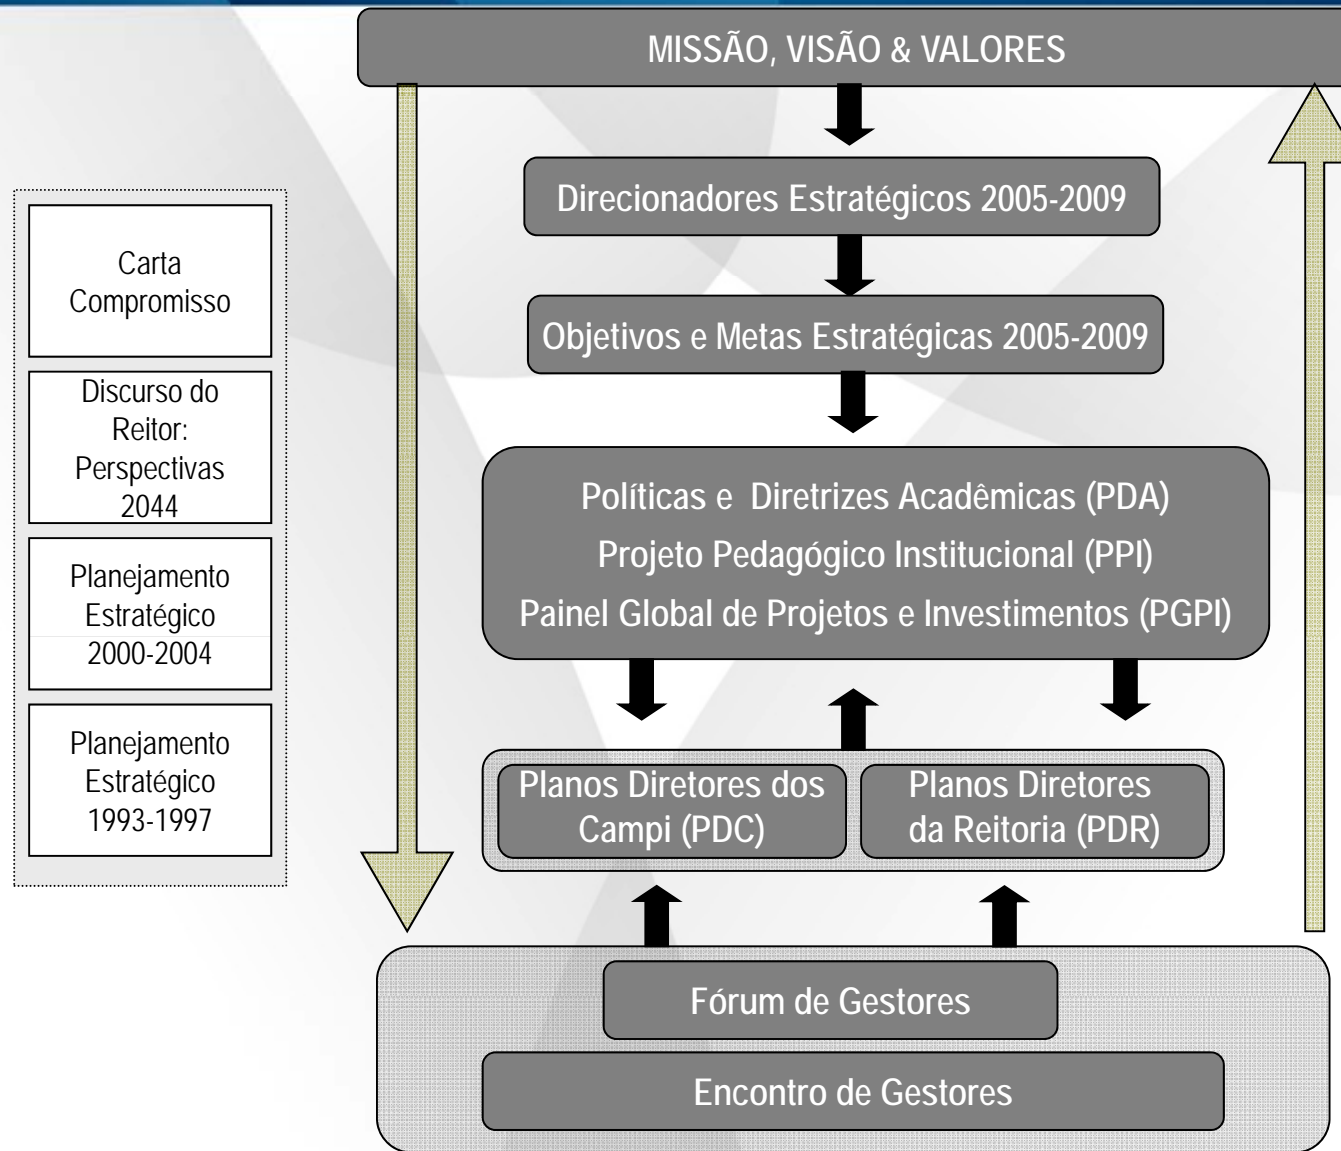 MISSÃO, VISÃO & VALORES
Direcionadores Estratégicos 2005-2009
Objetivos e Metas Estratégicas 2005-2009
Carta
Compromisso
Discurso do
Reitor:
Perspectivas
2044
Planejamento
Estratégico
2000-2004
Planejamento
Estratégico
1993-1997
Políticas e Diretrizes Acadêmicas (PDA)
Projeto Pedagógico Institucional (PPI)
Painel Global de Projetos e Investimentos (PGPI)
Planos Diretores dos
Campi (PDC)
Planos Diretores
da Reitoria (PDR)
Fórum de Gestores
Encontro de Gestores